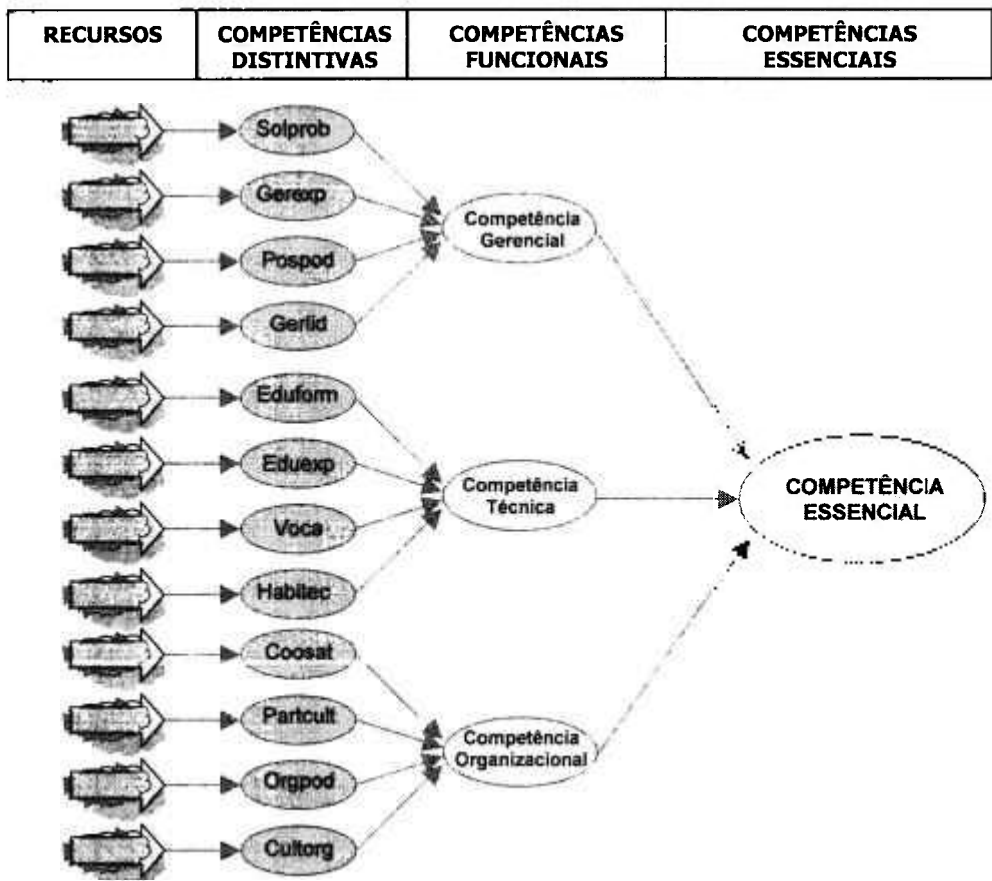 RECURSOS
COMPETÊNCIAS
DISTINTIVAS
COMPETÊNCIAS
FUNCIONAIS
COMPETÊNCIAS
ESSENCIAIS
Solprob
Gerexp
Pospod
Gerlid
Competência
Gerencial
Eduform
Eduexp
Voca
Habitec
Competência
Técnica
Coosat
Partcult
Orgpod
Cultorg
Competência
Organizacional
COMPETÊNCIA
ESSENCIAL